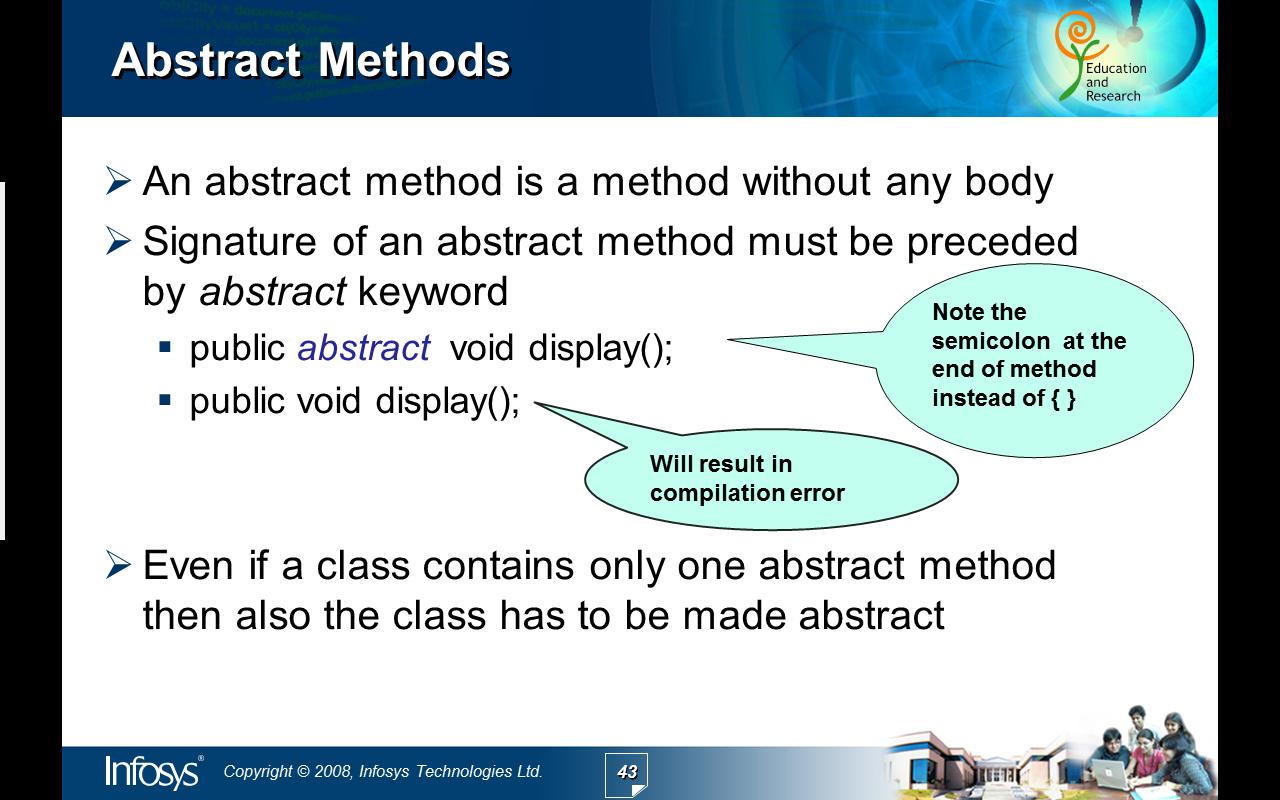 Abstract Methods
Education
and
Research
➢ An abstract method is a method without any body
➢ Signature of an abstract method must be preceded
by abstract keyword
▪ public abstract void display();
▪ public void display();
Note the
semicolon at the
end of method
instead of { }
Will result in
compilation error
➢ Even if a class contains only one abstract method
then also the class has to be made abstract
Infosys®
Copyright © 2008, Infosys Technologies Ltd.
43